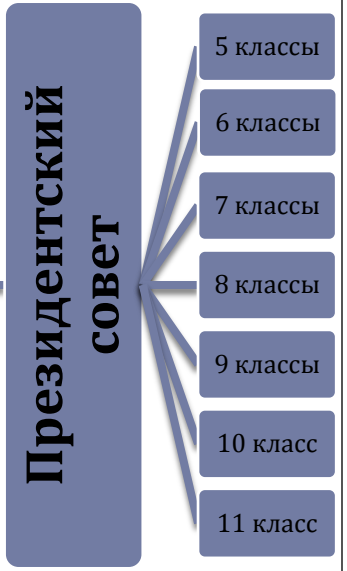 Президентский
совет
5 классы
6 классы
7 классы
8 классы
9 классы
10 класс
11 класс